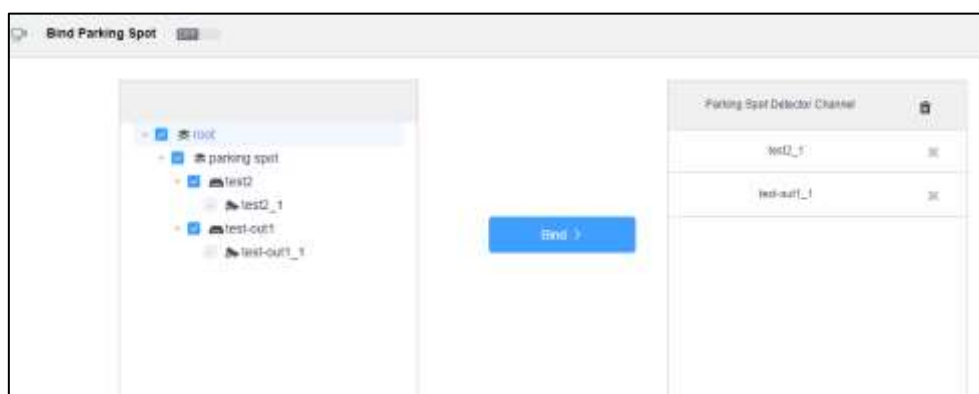 Bind Parking Spot
root
parking spot
test2
test2_1
test-out1
test-out1_1
Bind >
Parking Spot Detector Channel
test2_1
test-out1_1